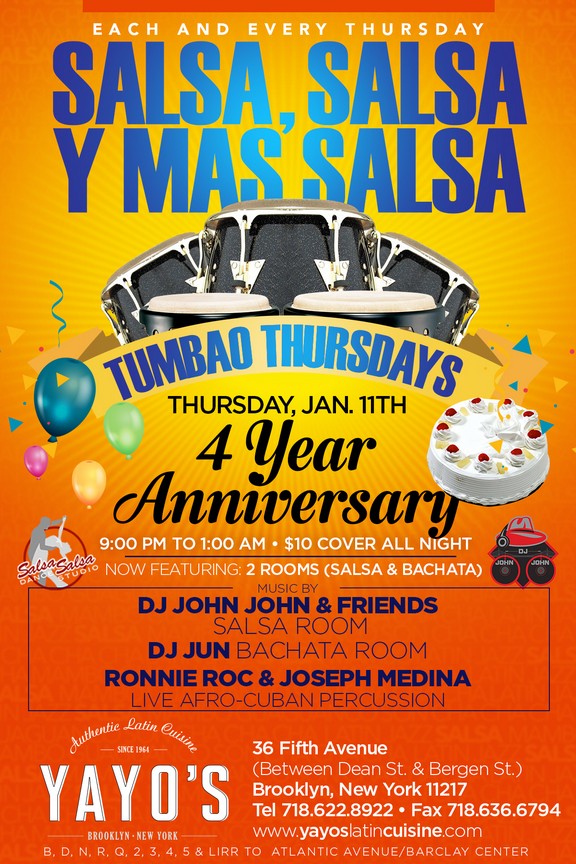 EACH AND EVERY THURSDAY
SALSA, SALSA
Y MAS SALSA
TUMBAO THURSDAYS
THURSDAY, JAN. 11TH
4 Year
Anniversary
9:00 PM TO 1:00 AM • $10 COVER ALL NIGHT
NOW FEATURING: 2 ROOMS (SALSA & BACHATA)
Salsa Salsa
DANCE STUDIO
DJ
JOHN JOHN
MUSIC BY
DJ JOHN JOHN & FRIENDS
SALSA ROOM
DJ JUN BACHATA ROOM
RONNIE ROC & JOSEPH MEDINA
LIVE AFRO-CUBAN PERCUSSION
Authentic Latin Cuisine
SINCE 1964
YAYO'S
BROOKLYN • NEW YORK
36 Fifth Avenue
(Between Dean St. & Bergen St.)
Brooklyn, New York 11217
Tel 718.622.8922 • Fax 718.636.6794
www.yayoslatincuisine.com
B, D, N, R, Q, 2, 3, 4, 5 & LIRR TO ATLANTIC AVENUE/BARCLAY CENTER